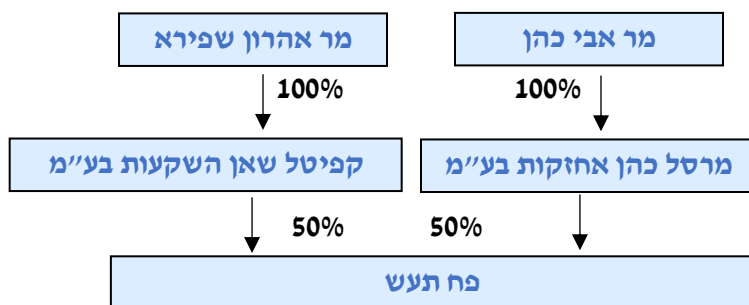 מר אבי כהן
מר אהרון שפירא
100%
100%
מרסל כהן אחזקות בע״מ
קפיטל שאן השקעות בע״מ
50%
50%
פח תעש